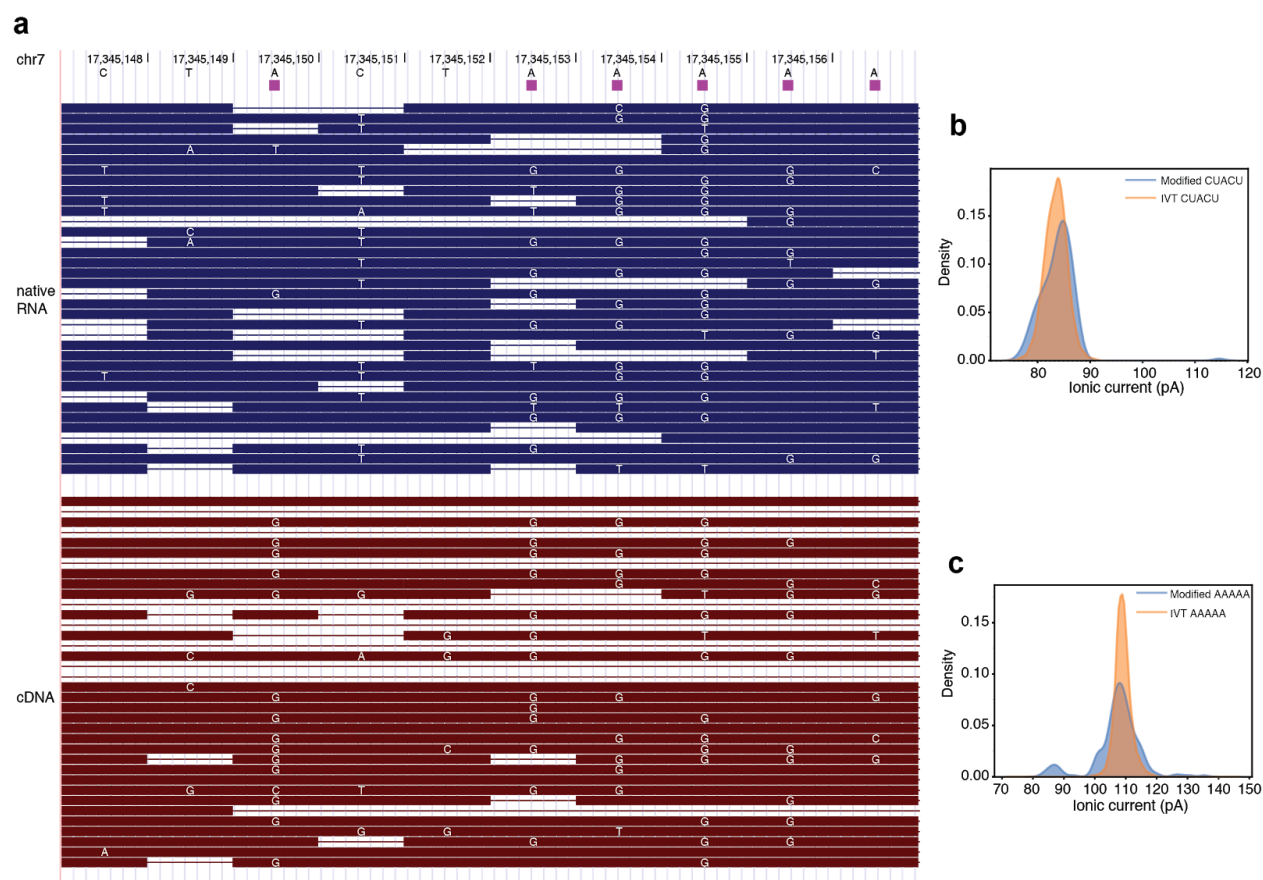 a
chr7 17,345,148 17,345,149 17,345,150 17,345,151 17,345,152 17,345,153 17,345,154 17,345,155 17,345,156
C T A C T A A A A A
C G
T G G
T T
G
A T G
T T G G G C
T G G
T G G
T G G
T A T G G G
G
C T
A T G G G
G G
T T
G G G
T G G
native
G G G
RNA
G G
G
T G G
T G G
T
T T G G
T T G G
T G G G
T T T
G G G
T G
T G G
T T
G G G G
G G G G
G G G G
G G G G
G G C
G G G T G G
G G G
G G T T
C A G G G G
C
cDNA
G G G G
G
G G G
G G G C
G C G G G
G G G G G
G G
G C T G G
G G
G G G
G G T
G G G
A
G G
b
Modified CUACU
IVT CUACU
Density
0.15
0.10
0.05
0.00
80 90 100 110 120
Ionic current (pA)
c
Modified AAAAA
IVT AAAAA
Density
0.15
0.10
0.05
0.00
70 80 90 100 110 120 130 140 150
Ionic current (pA)